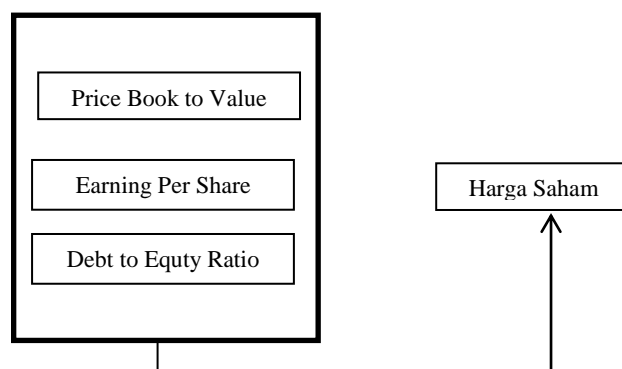 Price Book to Value
Earning Per Share
Harga Saham
Debt to Equty Ratio